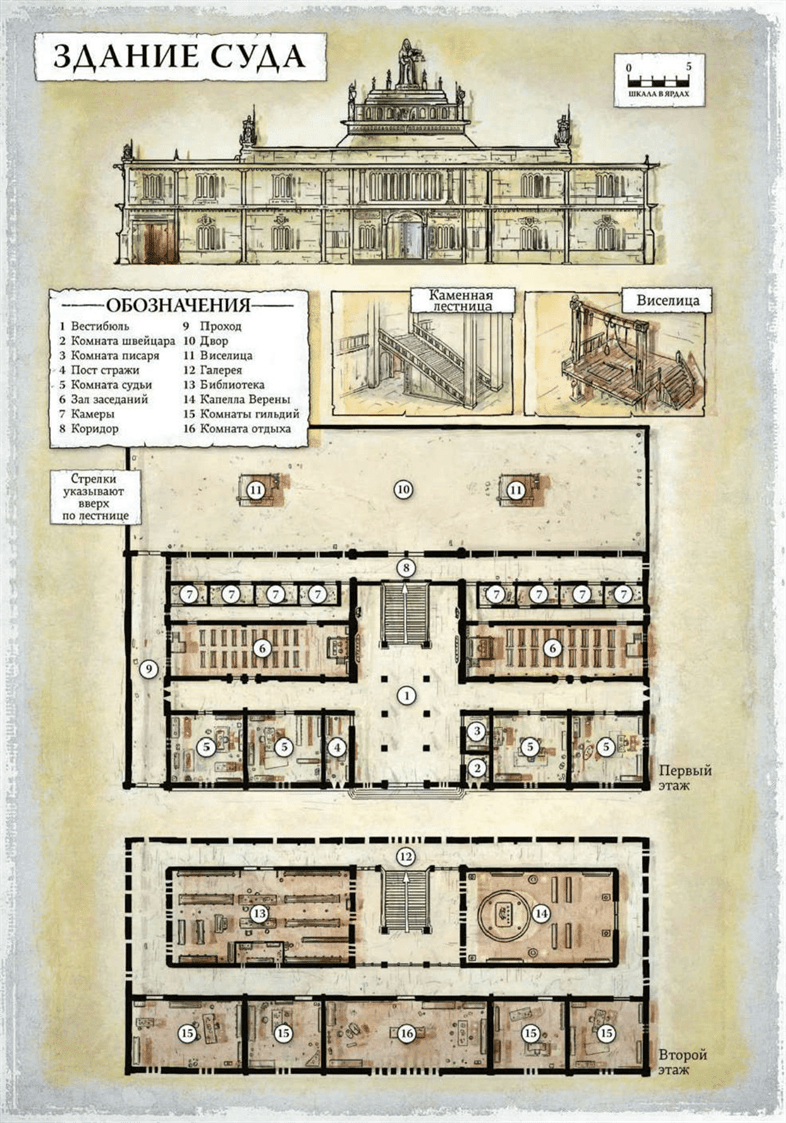 ЗДАНИЕ СУДА
0 5
ШКАЛА В ЯРДАХ
ОБОЗНАЧЕНИЯ
1 Вестибюль
2 Комната швейцара
3 Комната писаря
4 Пост стражи
5 Комната судьи
6 Зал заседаний
7 Камеры
8 Коридор
9 Проход
10 Двор
11 Виселица
12 Галерея
13 Библиотека
14 Капелла Верены
15 Комнаты гильдий
16 Комната отдыха
Каменная
лестница
Виселица
Стрелки
указывают
вверх
по лестнице
11 10 11
8
7 7 7 7 7 7 7 7
6 6
9
1
5 5 4 3 5 5
2
Первый
этаж
12
13 14
15 15 16 15 15
Второй
этаж